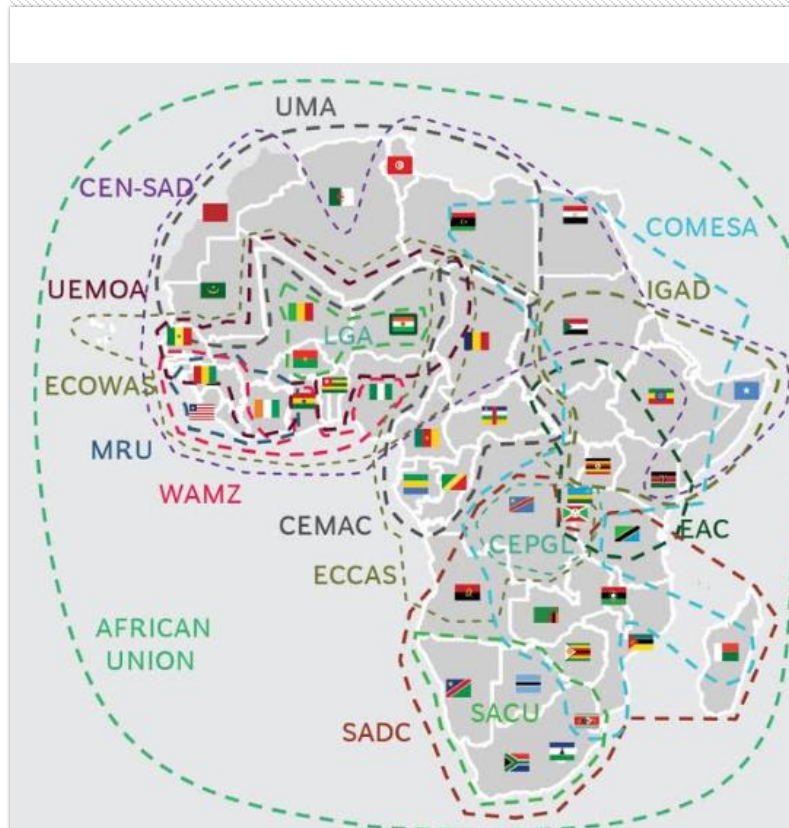 UMA
CEN-SAD
COMESA
UEMOA
IGAD
LGA
ECOWAS
MRU
WAMZ
CEMAC
CEPGL
EAC
ECCAS
AFRICAN
UNION
SACU
SADC